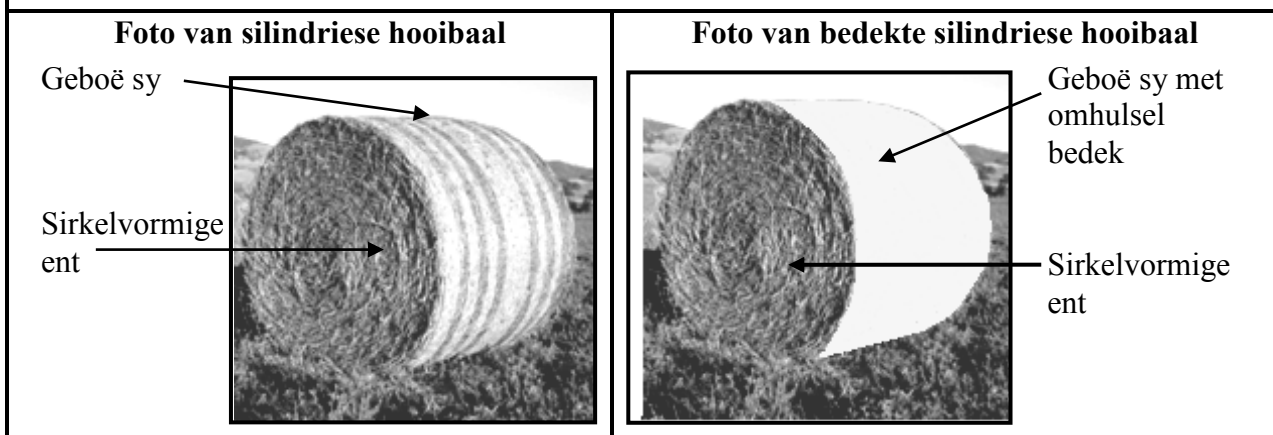 Foto van silindriese hooibaal
Geboë sy
Sirkelvormige
ent
Foto van bedekte silindriese hooibaal
Geboë sy met
omhulsel
bedek
Sirkelvormige
ent